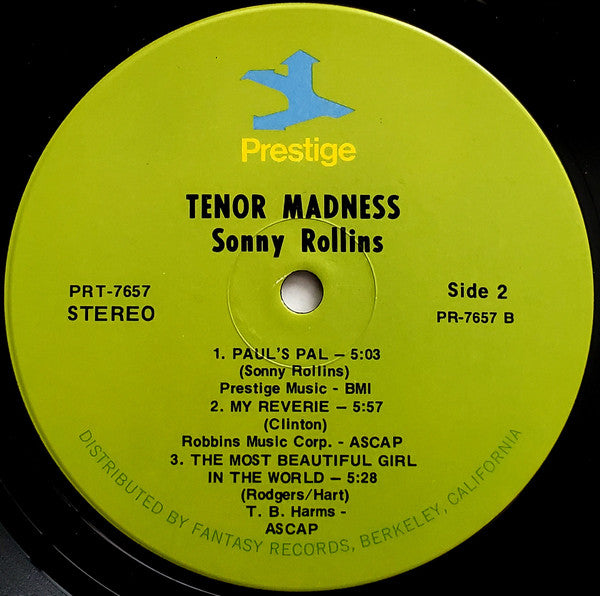 Prestige
TENOR MADNESS
Sonny Rollins
PRT-7657
STEREO
Side 2
PR-7657 B
1. PAUL'S PAL – 5:03
(Sonny Rollins)
Prestige Music - BMI
2. MY REVERIE – 5:57
(Clinton)
Robbins Music Corp. - ASCAP
3. THE MOST BEAUTIFUL GIRL
IN THE WORLD – 5:28
(Rodgers/Hart)
T. B. Harms -
ASCAP
DISTRIBUTED BY FANTASY RECORDS, BERKELEY, CALIFORNIA